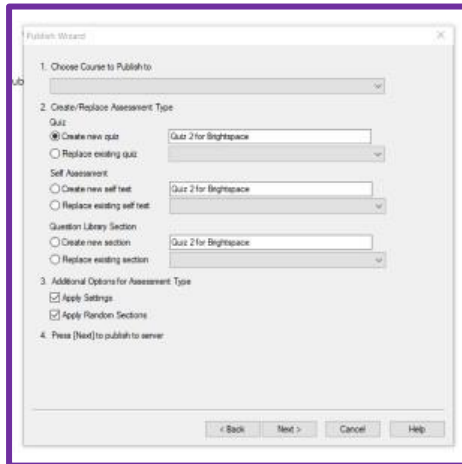 Publish Wizard
1. Choose Course to Publish to
ub
2. Create/Replace Assessment Type
Quiz
Create new quiz Quiz 2 for Brightspace
Replace existing quiz
Self Assessment
Create new self test Quiz 2 for Brightspace
Replace existing self test
Question Library Section
Create new section Quiz 2 for Brightspace
Replace existing section
3. Additional Options for Assessment Type
Apply Settings
Apply Random Sections
4. Press [Next] to publish to server
< Back Next > Cancel Help